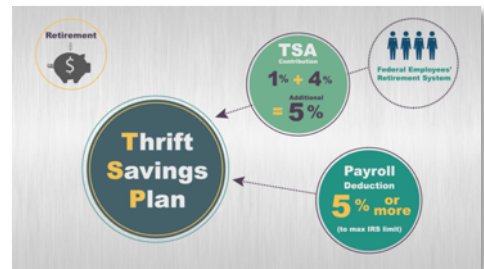 Retirement
$
TSA
Contribution
1% + 4%
Additional
= 5%
Federal Employees'
Retirement System
Thrift
Savings
Plan
Payroll
Deduction
5% or
more
(to max IRS limit)